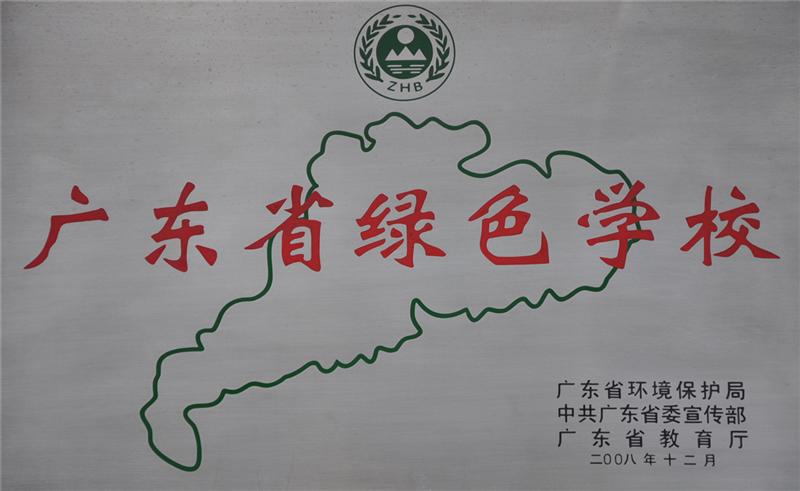 ZHB
广东省绿色学校
广东省环境保护局
中共广东省委宣传部
广东省教育厅
二00八年十二月